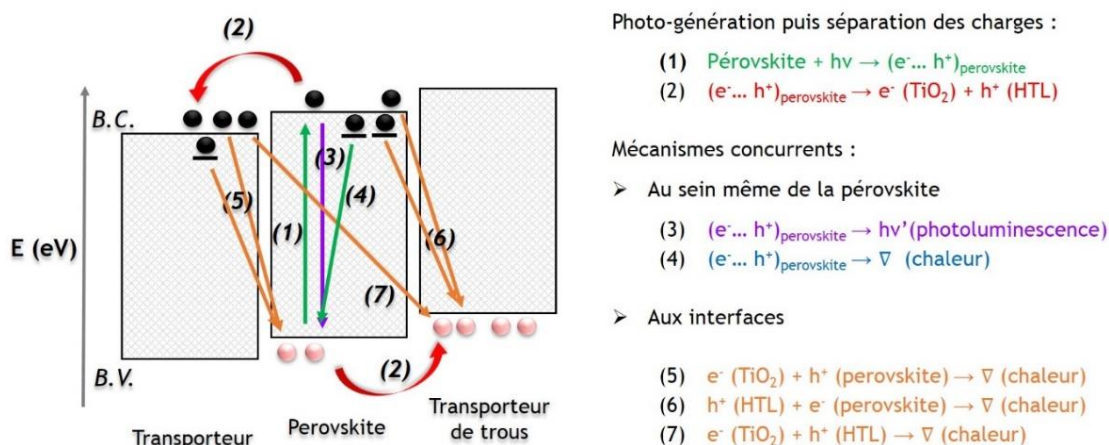 (2)
B.C.
(3)
(5)
(4)
(1)
(6)
E (eV)
(7)
B.V.
(2)
Transporteur
Perovskite
Transporteur
de trous
Photo-génération puis séparation des charges :
(1) Pérovskite + hν → (e⁻... h⁺)perovskite
(2) (e⁻... h⁺)perovskite → e⁻ (TiO₂) + h⁺ (HTL)
Mécanismes concurrents :
➢ Au sein même de la pérovskite
(3) (e⁻... h⁺)perovskite → hν'(photoluminescence)
(4) (e⁻... h⁺)perovskite → ∇ (chaleur)
➢ Aux interfaces
(5) e⁻ (TiO₂) + h⁺ (perovskite) → ∇ (chaleur)
(6) h⁺ (HTL) + e⁻ (perovskite) → ∇ (chaleur)
(7) e⁻ (TiO₂) + h⁺ (HTL) → ∇ (chaleur)